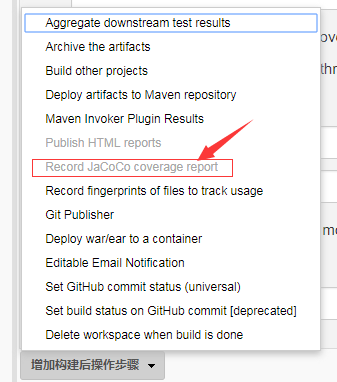 Aggregate downstream test results
Archive the artifacts
Build other projects
Deploy artifacts to Maven repository
Maven Invoker Plugin Results
Publish HTML reports
Record JaCoCo coverage report
Record fingerprints of files to track usage
Git Publisher
Deploy war/ear to a container
Editable Email Notification
Set GitHub commit status (universal)
Set build status on GitHub commit [deprecated]
Delete workspace when build is done
增加构建后操作步骤